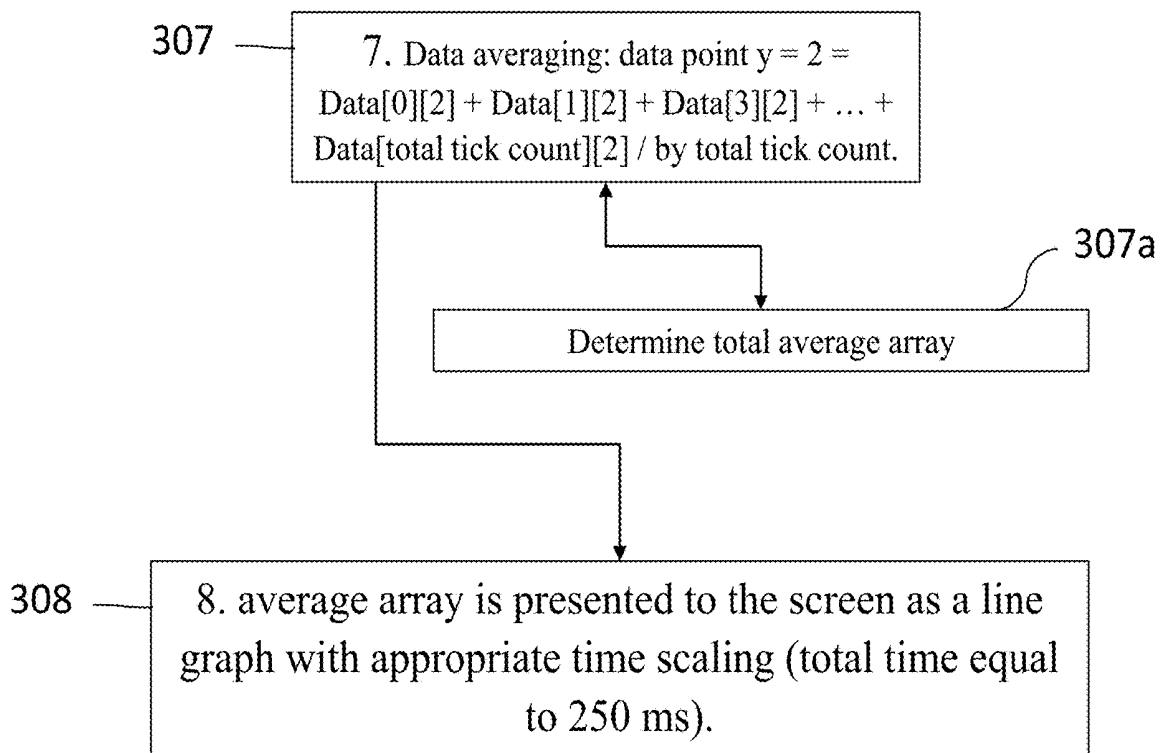 307
7. Data averaging: data point y = 2 =
Data[0][2] + Data[1][2] + Data[3][2] + ... +
Data[total tick count][2] / by total tick count.
307a
Determine total average array
308
8. average array is presented to the screen as a line
graph with appropriate time scaling (total time equal
to 250 ms).